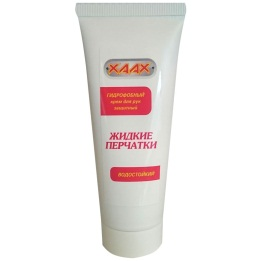 ХААХ
ГИДРОФОБНЫЙ
крем для рук
защитный
ЖИДКИЕ
ПЕРЧАТКИ
ВОДОСТОЙКИЙ